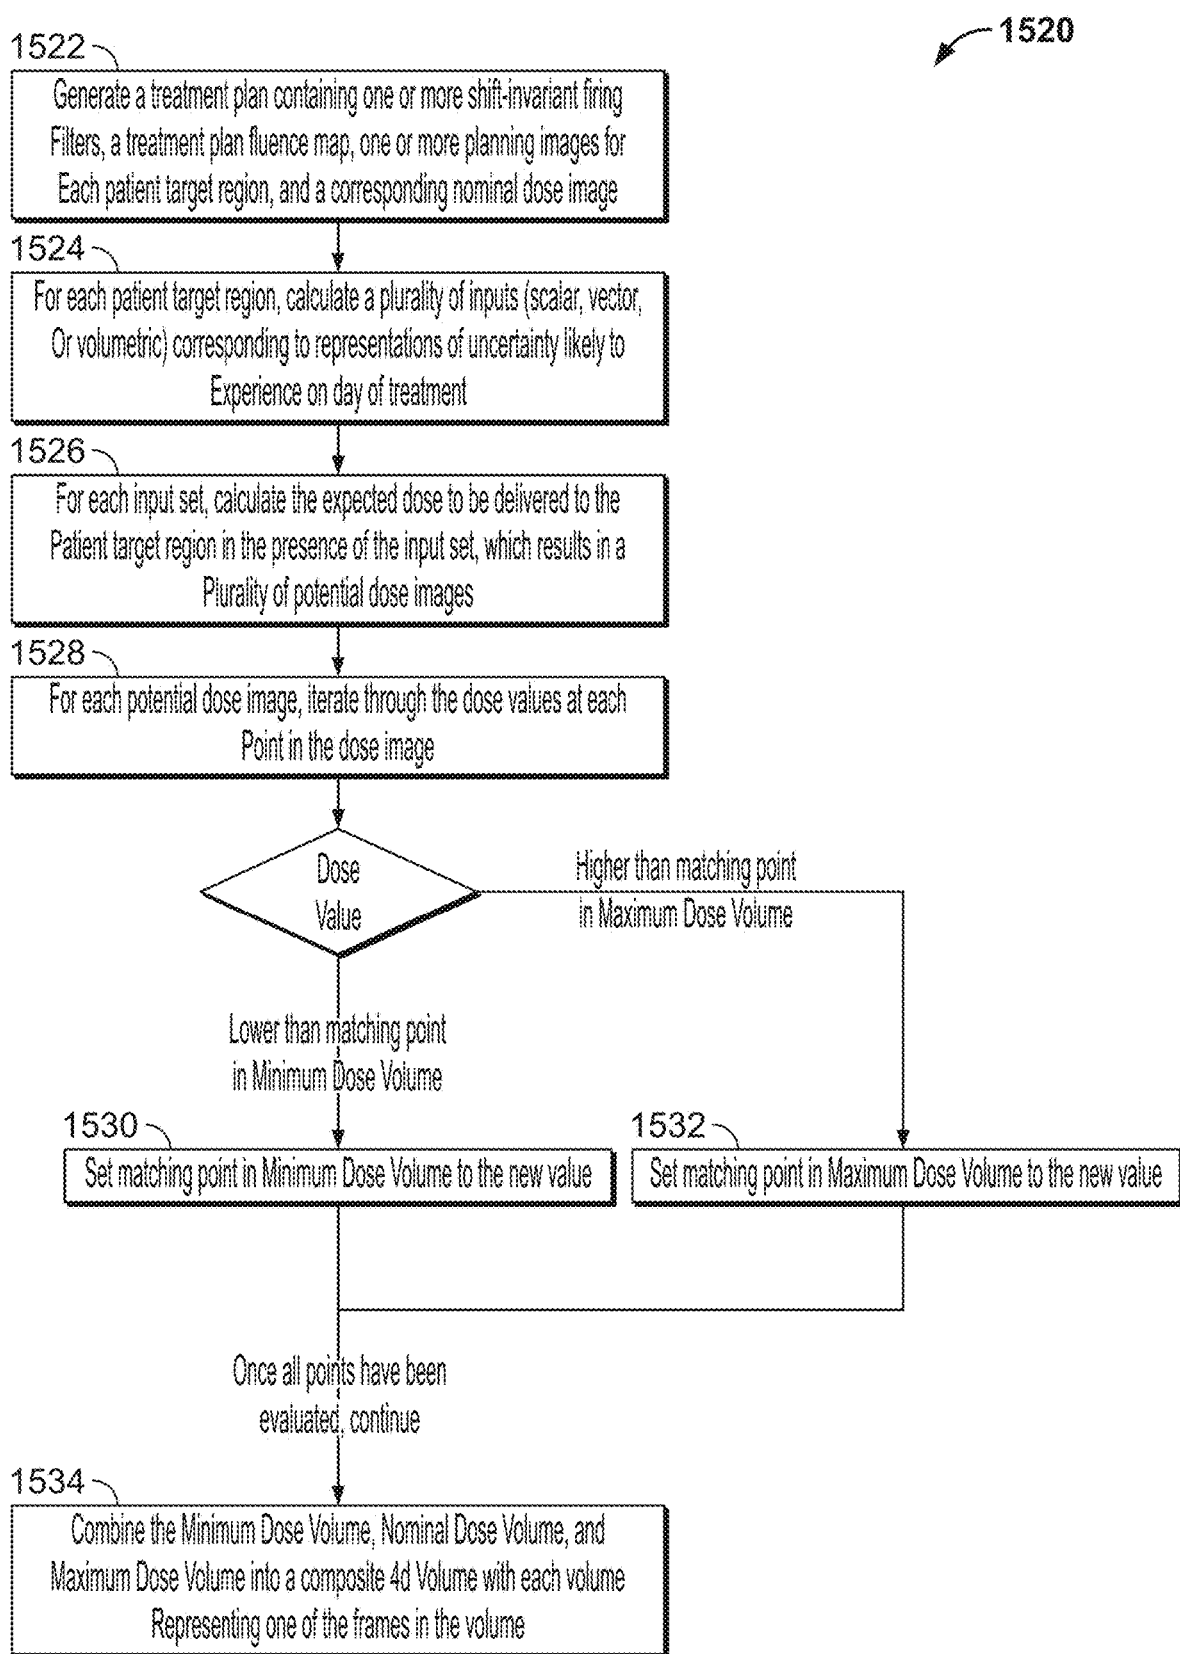 1520
1522
Generate a treatment plan containing one or more shift-invariant firing
Filters, a treatment plan fluence map, one or more planning images for
Each patient target region, and a corresponding nominal dose image
1524
For each patient target region, calculate a plurality of inputs (scalar, vector,
Or volumetric) corresponding to representations of uncertainty likely to
Experience on day of treatment
1526
For each input set, calculate the expected dose to be delivered to the
Patient target region in the presence of the input set, which results in a
Plurality of potential dose images
1528
For each potential dose image, iterate through the dose values at each
Point in the dose image
Dose
Value
Higher than matching point
in Maximum Dose Volume
Lower than matching point
in Minimum Dose Volume
1530
Set matching point in Minimum Dose Volume to the new value
1532
Set matching point in Maximum Dose Volume to the new value
Once all points have been
evaluated, continue
1534
Combine the Minimum Dose Volume, Nominal Dose Volume, and
Maximum Dose Volume into a composite 4d Volume with each volume
Representing one of the frames in the volume